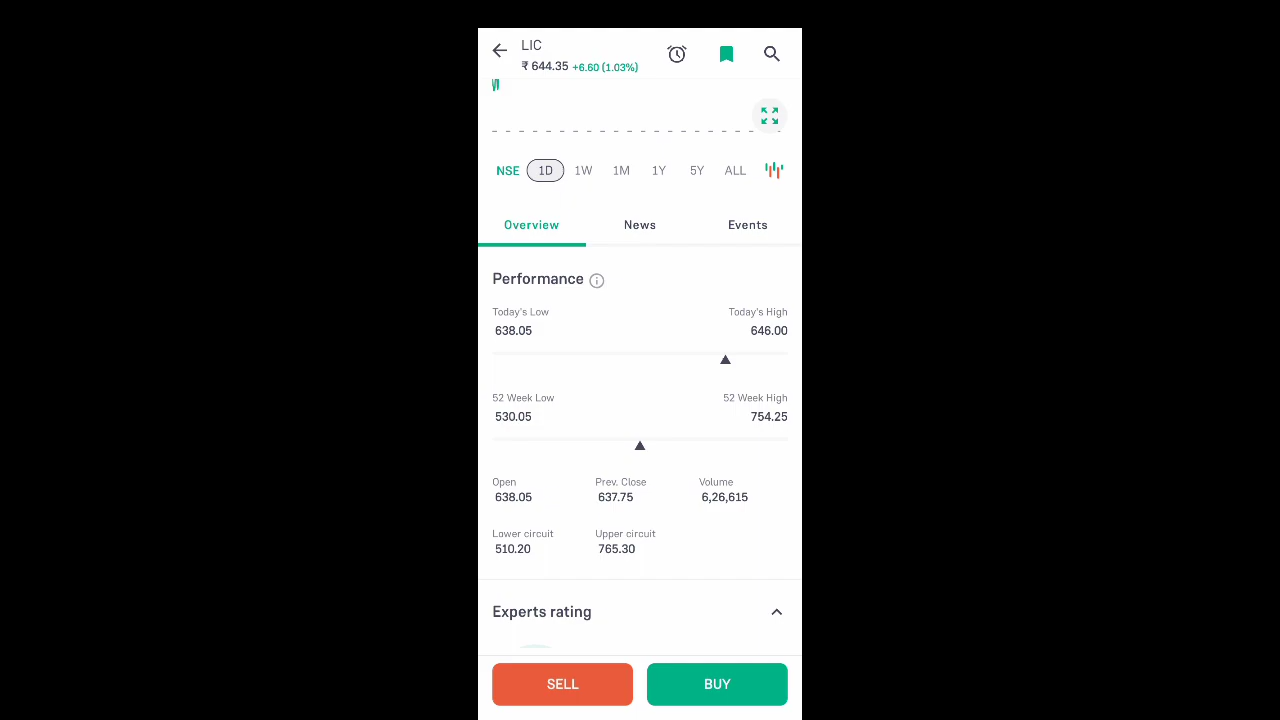 LIC
₹ 644.35 +6.60 (1.03%)
NSE 1D 1W 1M 1Y 5Y ALL
Overview News Events
Performance
Today's Low Today's High
638.05 646.00
52 Week Low 52 Week High
530.05 754.25
Open Prev. Close Volume
638.05 637.75 6,26,615
Lower circuit Upper circuit
510.20 765.30
Experts rating
SELL BUY